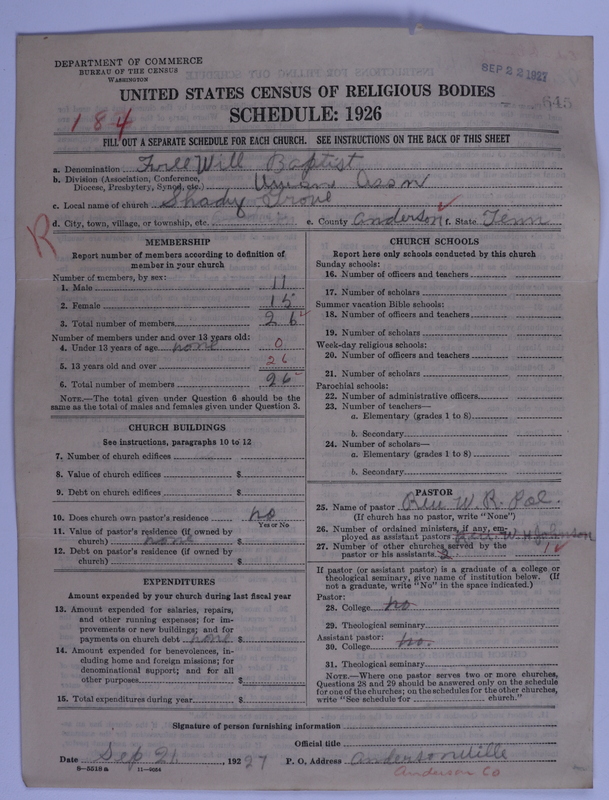 DEPARTMENT OF COMMERCE
BUREAU OF THE CENSUS
WASHINGTON
SEP 22 1927
UNITED STATES CENSUS OF RELIGIOUS BODIES
645
SCHEDULE: 1926
184
FILL OUT A SEPARATE SCHEDULE FOR EACH CHURCH. SEE INSTRUCTIONS ON THE BACK OF THIS SHEET
a. Denomination Free Will Baptist
b. Division (Association, Conference, Diocese, Presbytery, Synod, etc.) Union Assn
c. Local name of church Shady Grove
d. City, town, village, or township, etc. e. County Anderson f. State Tenn
R
MEMBERSHIP
Report number of members according to definition of
member in your church
Number of members, by sex:
1. Male 11
2. Female 15
3. Total number of members 26
Number of members under and over 13 years old:
4. Under 13 years of age none 0
5. 13 years old and over 26
6. Total number of members 26
NOTE.—The total given under Question 6 should be the
same as the total of males and females given under Question 3.
CHURCH BUILDINGS
See instructions, paragraphs 10 to 12
7. Number of church edifices
8. Value of church edifices $
9. Debt on church edifices $
10. Does church own pastor's residence no
Yes or No
11. Value of pastor's residence (if owned by
church) none $
12. Debt on pastor's residence (if owned by
church) $
EXPENDITURES
Amount expended by your church during last fiscal year
13. Amount expended for salaries, repairs,
and other running expenses; for im-
provements or new buildings; and for
payments on church debt none $
14. Amount expended for benevolences, in-
cluding home and foreign missions; for
denominational support; and for all
other purposes $
15. Total expenditures during year $
CHURCH SCHOOLS
Report here only schools conducted by this church
Sunday schools:
16. Number of officers and teachers
17. Number of scholars
Summer vacation Bible schools:
18. Number of officers and teachers
19. Number of scholars
Week-day religious schools:
20. Number of officers and teachers
21. Number of scholars
Parochial schools:
22. Number of administrative officers
23. Number of teachers—
a. Elementary (grades 1 to 8)
b. Secondary
24. Number of scholars—
a. Elementary (grades 1 to 8)
b. Secondary
PASTOR
25. Name of pastor Rev W. R.
(If church has no pastor, write "None")
26. Number of ordained ministers, if any, em-
ployed as assistant pastors Rev. W. H Johnson
27. Number of other churches served by the
pastor or his assistants 2 1
If pastor (or assistant pastor) is a graduate of a college or
theological seminary, give name of institution below. (If
not a graduate, write "No" in the space indicated.)
Pastor:
28. College no
29. Theological seminary
Assistant pastor:
30. College no.
31. Theological seminary
NOTE.—Where one pastor serves two or more churches,
Questions 28 and 29 should be answered only on the schedule
for one of the churches; on the schedules for the other churches,
write "See schedule for church."
Signature of person furnishing information
Official title
Date Sep 21, 1927 P. O. Address Andersonville
8—5518a 11—9054 Anderson Co